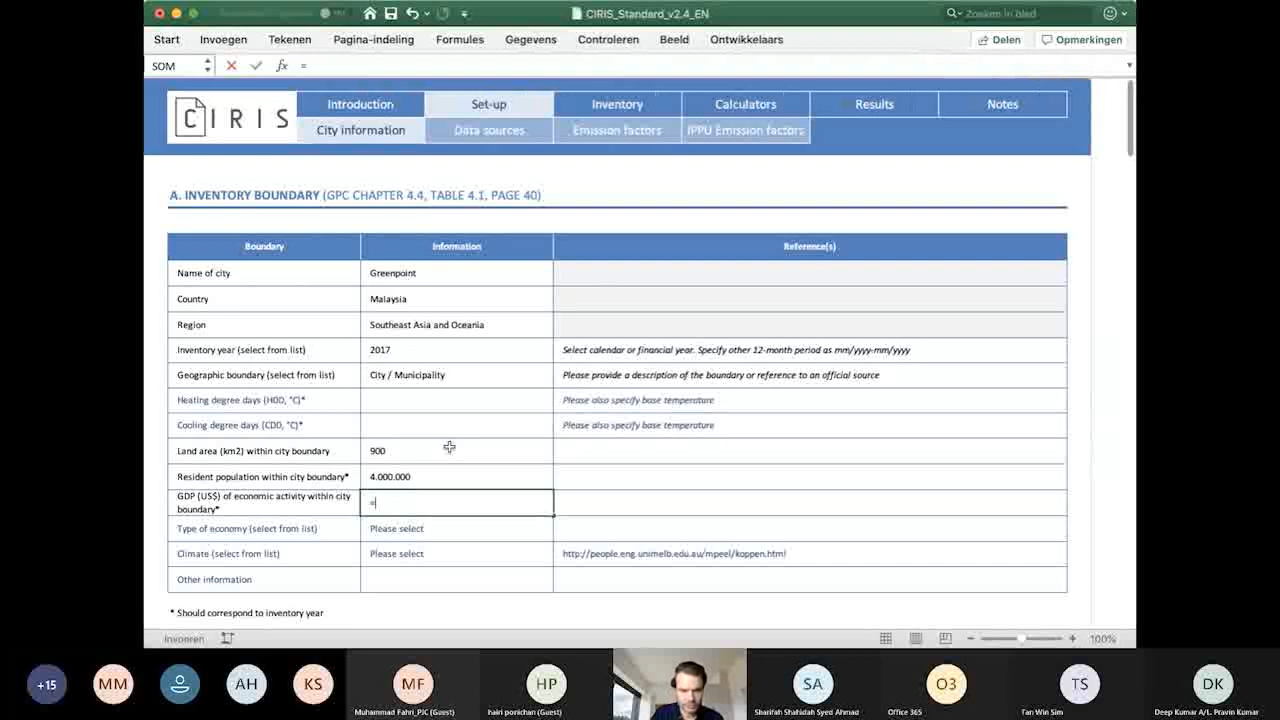 CIRIS_Standard_v2.4_EN
Zoeken in blad
Start Invoegen Tekenen Pagina-indeling Formules Gegevens Controleren Beeld Ontwikkelaars Delen Opmerkingen
SOM fx =
CIRIS Introduction Set-up Inventory Calculators Results Notes
City information Data sources Emission factors IPPU Emission factors
A. INVENTORY BOUNDARY (GPC CHAPTER 4.4, TABLE 4.1, PAGE 40)
Boundary Information Reference(s)
Name of city Greenpoint
Country Malaysia
Region Southeast Asia and Oceania
Inventory year (select from list) 2017 Select calendar or financial year. Specify other 12-month period as mm/yyyy-mm/yyyy
Geographic boundary (select from list) City / Municipality Please provide a description of the boundary or reference to an official source
Heating degree days (HDD, °C)* Please also specify base temperature
Cooling degree days (CDD, °C)* Please also specify base temperature
Land area (km2) within city boundary 900
Resident population within city boundary* 4.000.000
GDP (US$) of economic activity within city
boundary* =
Type of economy (select from list) Please select
Climate (select from list) Please select http://people.eng.unimelb.edu.au/mpeel/koppen.html
Other information
* Should correspond to inventory year
Invoeren 100%
+15 MM AH KS MF HP SA O3 TS DK
Muhammad Fahri_PJC (Guest) hairi ponichan (Guest) Sharifah Shahidah Syed Ahmad Office 365 Tan Win Sim Deep Kumar A/L. Pravin Kumar